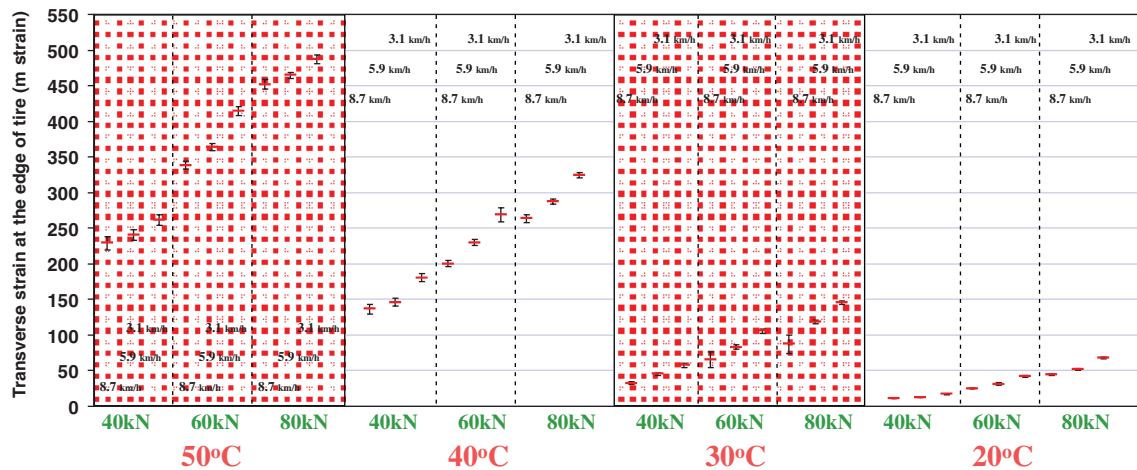 Transverse strain at the edge of tire (m strain)
550
500
450
400
350
300
250
200
150
100
50
0
3.1 km/h 3.1 km/h 3.1 km/h
5.9 km/h 5.9 km/h 5.9 km/h
8.7 km/h 8.7 km/h 8.7 km/h
3.1 km/h 3.1 km/h 3.1 km/h
5.9 km/h 5.9 km/h 5.9 km/h
8.7 km/h 8.7 km/h 8.7 km/h
3.1 km/h 3.1 km/h 3.1 km/h
5.9 km/h 5.9 km/h 5.9 km/h
8.7 km/h 8.7 km/h 8.7 km/h
3.1 km/h 3.1 km/h 3.1 km/h
5.9 km/h 5.9 km/h 5.9 km/h
8.7 km/h 8.7 km/h 8.7 km/h
40kN 60kN 80kN 40kN 60kN 80kN 40kN 60kN 80kN 40kN 60kN 80kN
50ºC 40ºC 30ºC 20ºC